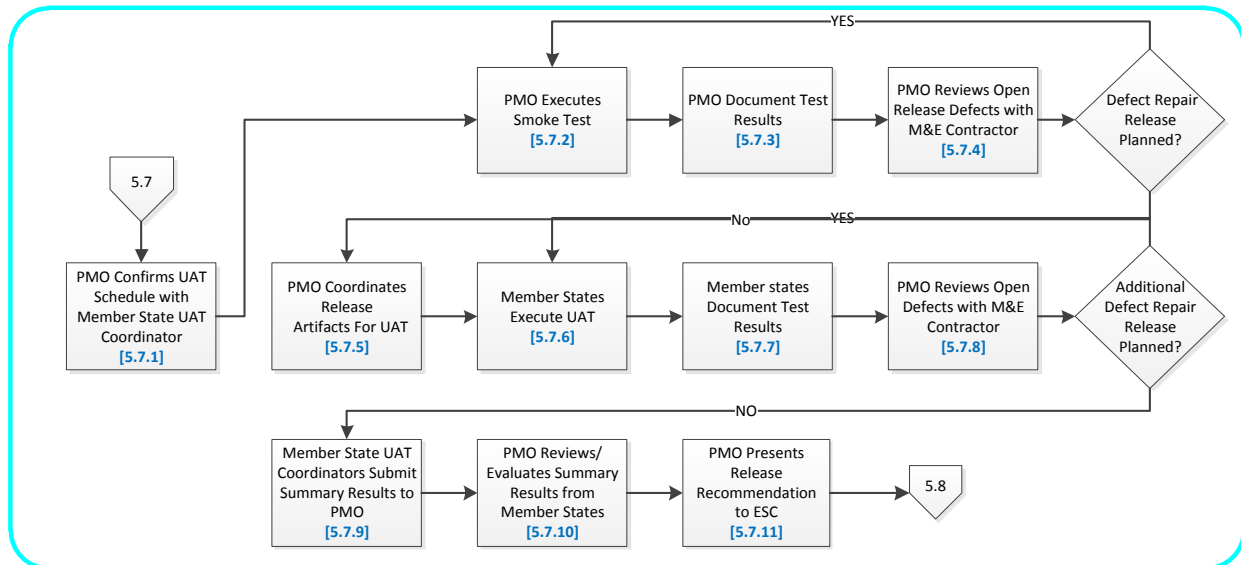 YES
PMO Executes
Smoke Test
[5.7.2]
PMO Document Test
Results
[5.7.3]
PMO Reviews Open
Release Defects with
M&E Contractor
[5.7.4]
Defect Repair
Release
Planned?
5.7
No
YES
PMO Confirms UAT
Schedule with
Member State UAT
Coordinator
[5.7.1]
PMO Coordinates
Release
Artifacts For UAT
[5.7.5]
Member States
Execute UAT
[5.7.6]
Member states
Document Test
Results
[5.7.7]
PMO Reviews Open
Defects with M&E
Contractor
[5.7.8]
Additional
Defect Repair
Release
Planned?
NO
Member State UAT
Coordinators Submit
Summary Results to
PMO
[5.7.9]
PMO Reviews/
Evaluates Summary
Results from
Member States
[5.7.10]
PMO Presents
Release
Recommendation
to ESC
[5.7.11]
5.8